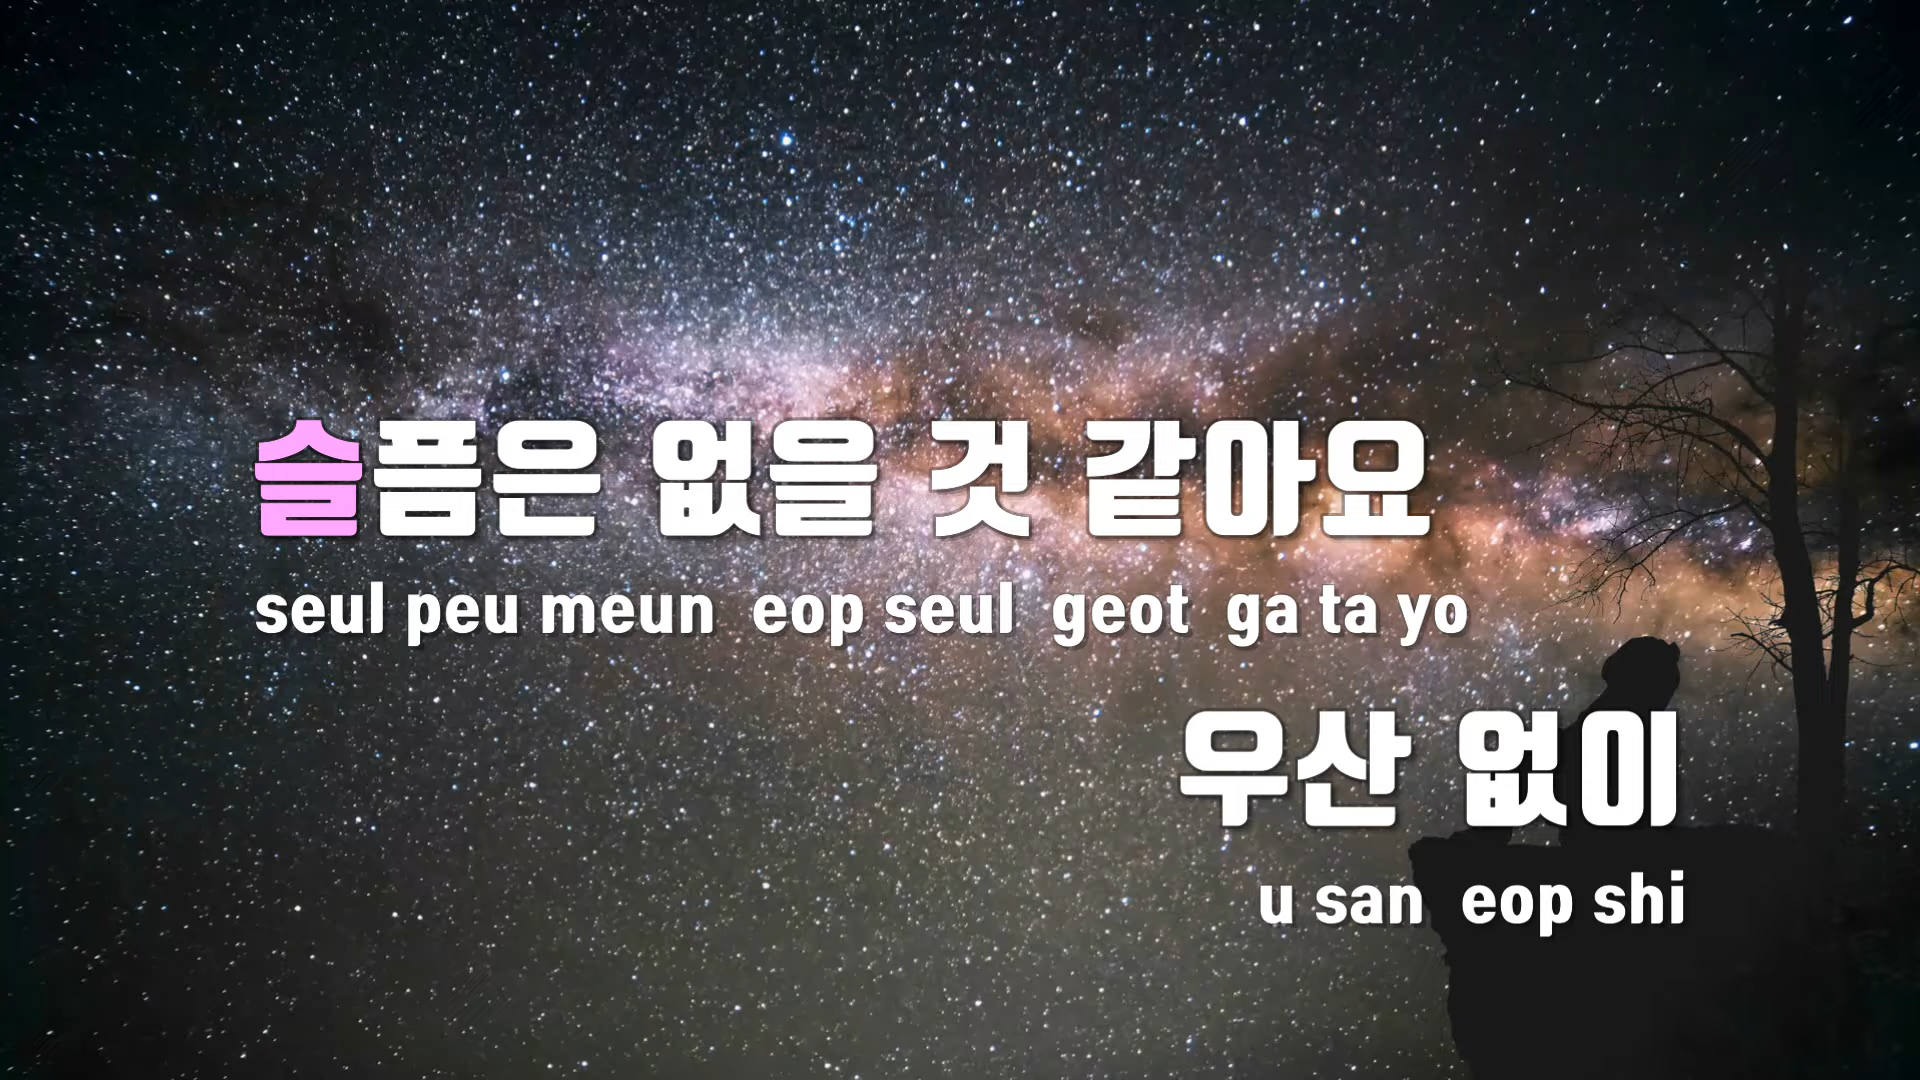 슬픔은 없을 것 같아요
seul peu meun eop seul geot ga ta yo
우산 없이
u san eop shi